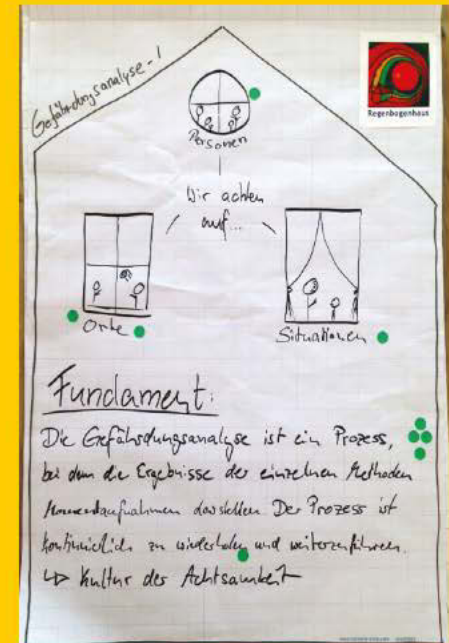 Gefährdungsanalyse-!
Regenbogenhaus
Personen
Wir achten
auf...
Orte
Situationen
Fundament:
Die Gefährdungsanalyse ist ein Prozess,
bei dem die Ergebnisse der einzelnen Methoden
Momentaufnahmen darstellen. Der Prozess ist
kontinuierlich zu wiederholen und weiterzuführen.
↳ Kultur der Achtsamkeit